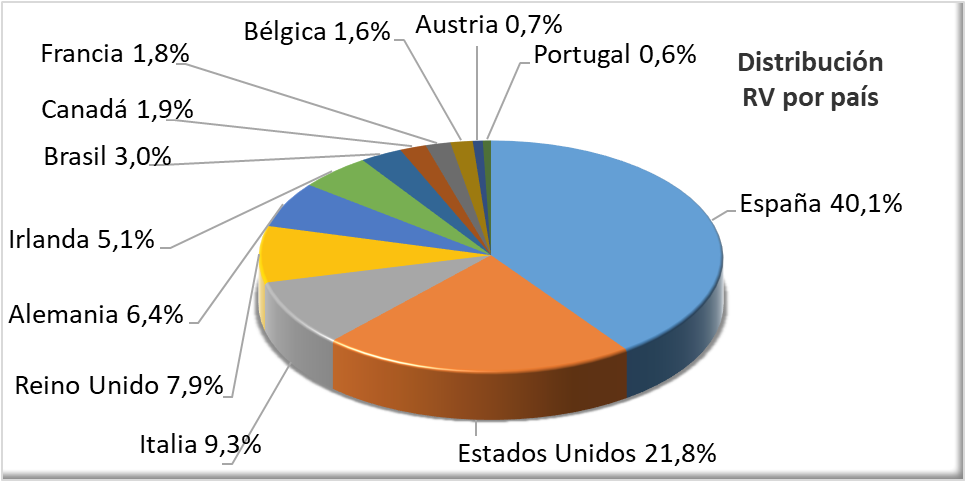 Distribución
RV por país
Bélgica 1,6%
Austria 0,7%
Portugal 0,6%
Francia 1,8%
Canadá 1,9%
Brasil 3,0%
España 40,1%
Irlanda 5,1%
Alemania 6,4%
Reino Unido 7,9%
Italia 9,3%
Estados Unidos 21,8%